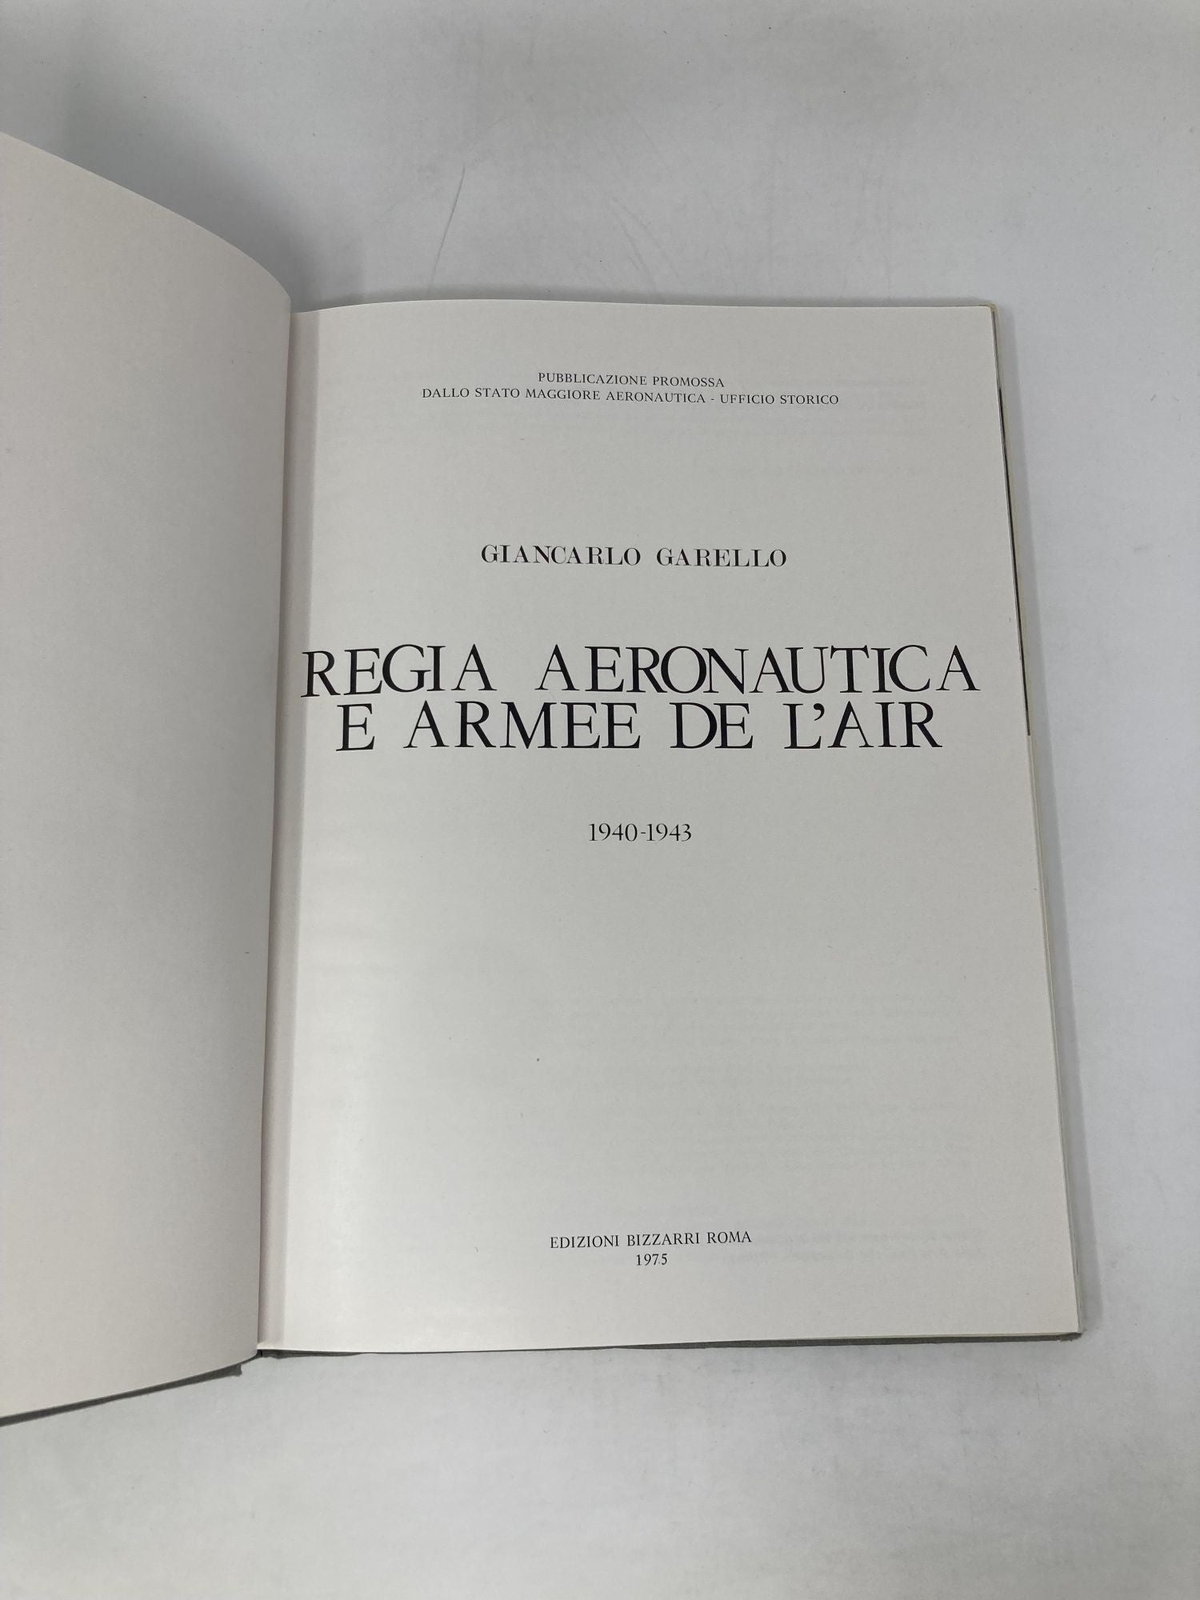 PUBBLICAZIONE PROMOSSA
DALLO STATO MAGGIORE AERONAUTICA - UFFICIO STORICO
GIANCARLO GARELLO
REGIA AERONAUTICA
E ARMEE DE L'AIR
1940-1943
EDIZIONI BIZZARRI ROMA
1975